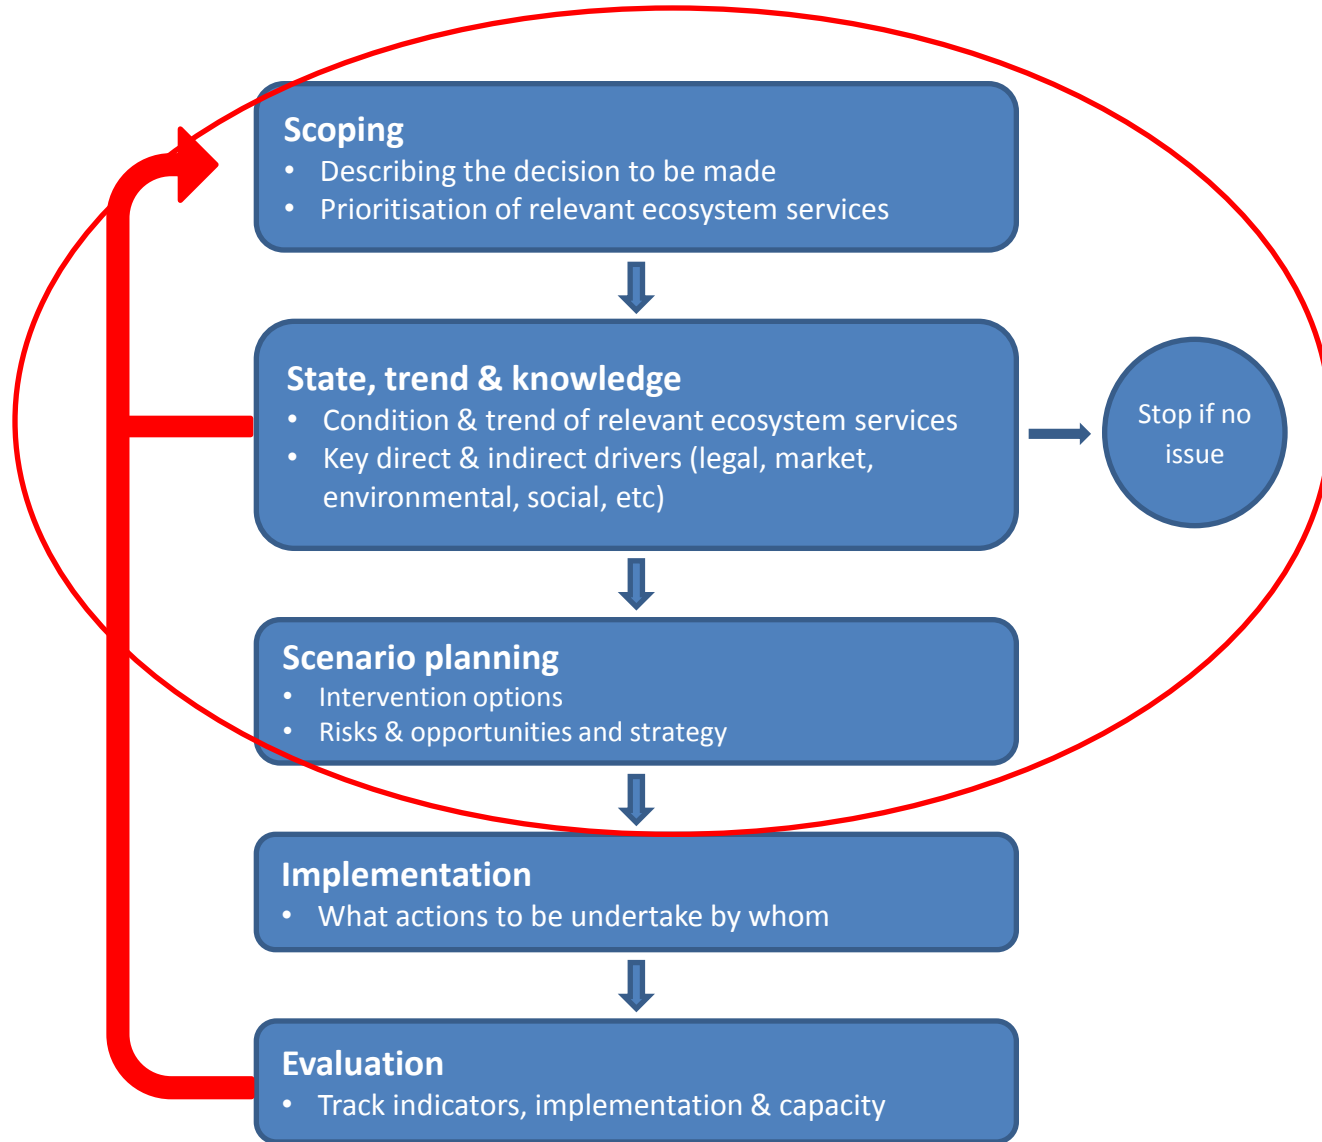 Scoping
• Describing the decision to be made
• Prioritisation of relevant ecosystem services
State, trend & knowledge
• Condition & trend of relevant ecosystem services
• Key direct & indirect drivers (legal, market,
environmental, social, etc)
Stop if no
issue
Scenario planning
• Intervention options
• Risks & opportunities and strategy
Implementation
• What actions to be undertake by whom
Evaluation
• Track indicators, implementation & capacity